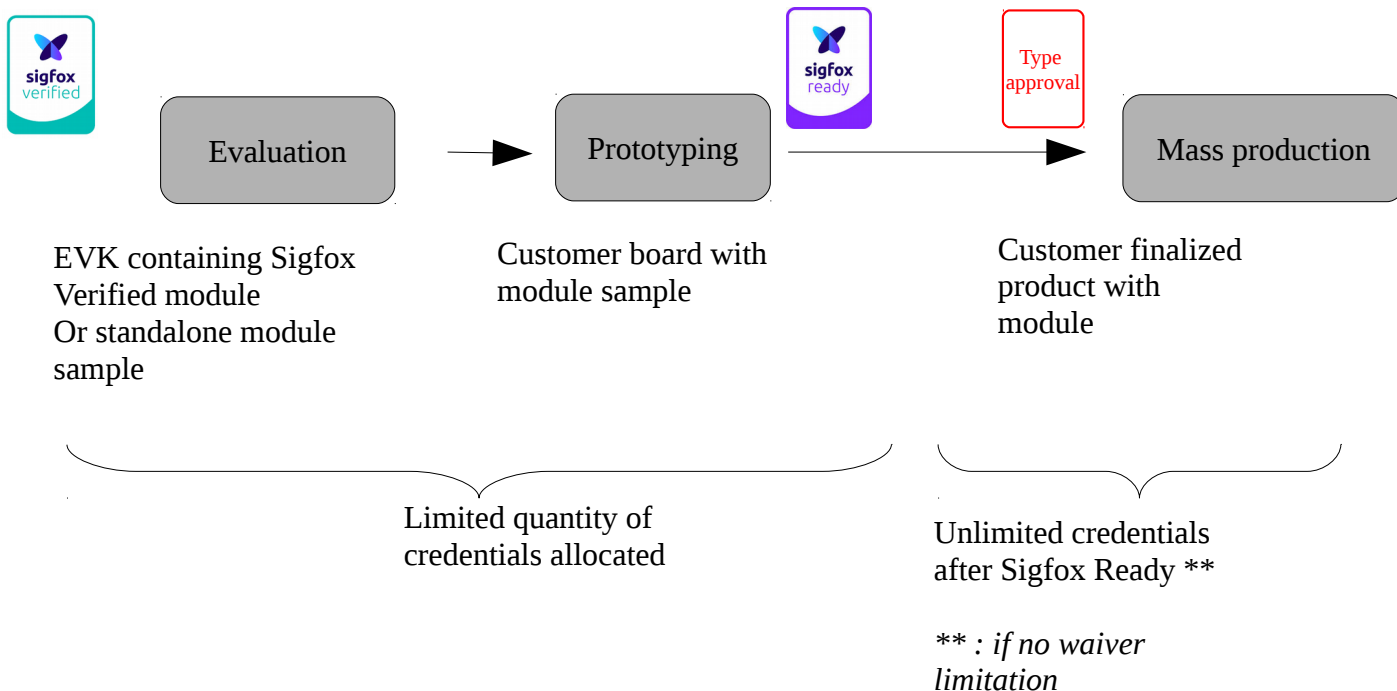 sigfox
verified
sigfox
ready
Type
approval
Evaluation
Prototyping
Mass production
EVK containing Sigfox
Verified module
Or standalone module
sample
Customer board with
module sample
Customer finalized
product with
module
Limited quantity of
credentials allocated
Unlimited credentials
after Sigfox Ready **
** : if no waiver
limitation